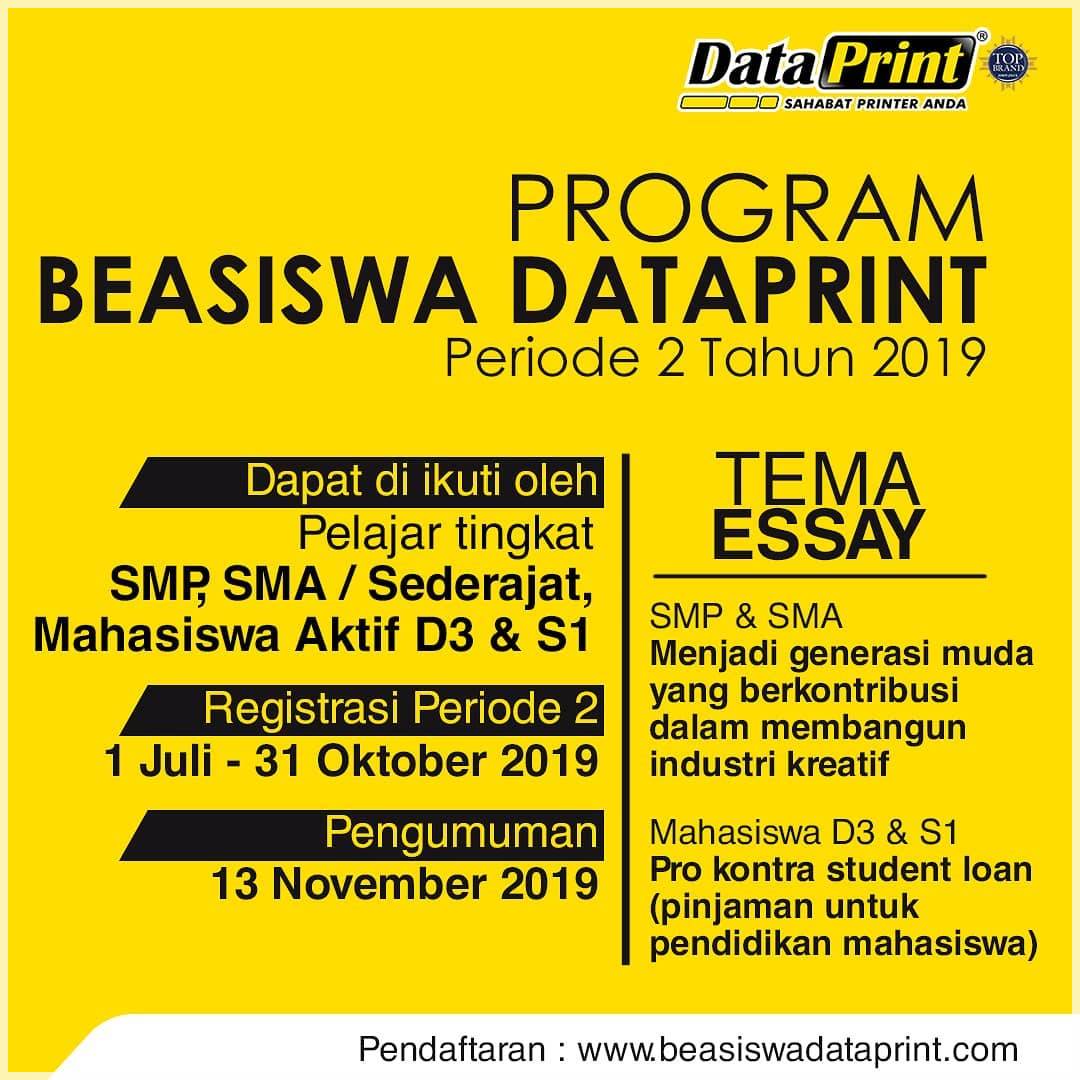 DataPrint®
TOP
BRAND
SAHABAT PRINTER ANDA
PROGRAM
BEASISWA DATAPRINT
Periode 2 Tahun 2019
Dapat di ikuti oleh
Pelajar tingkat
SMP, SMA / Sederajat,
Mahasiswa Aktif D3 & S1
Registrasi Periode 2
1 Juli - 31 Oktober 2019
Pengumuman
13 November 2019
TEMA
ESSAY
SMP & SMA
Menjadi generasi muda
yang berkontribusi
dalam membangun
industri kreatif
Mahasiswa D3 & S1
Pro kontra student loan
(pinjaman untuk
pendidikan mahasiswa)
Pendaftaran : www.beasiswadataprint.com